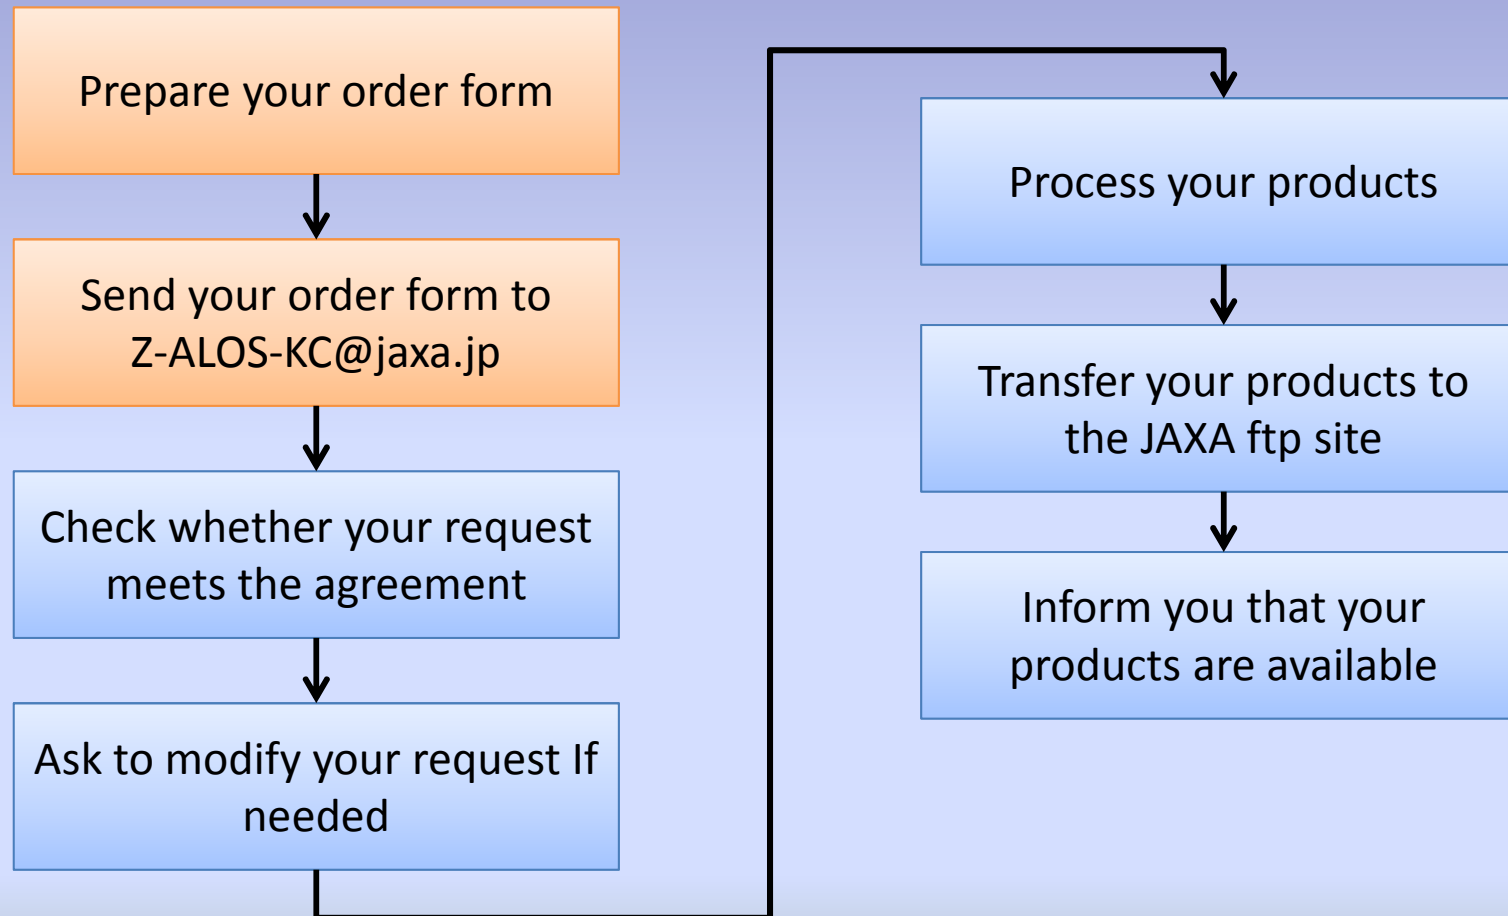 Prepare your order form
Send your order form to
Z-ALOS-KC@jaxa.jp
Check whether your request
meets the agreement
Ask to modify your request If
needed
Process your products
Transfer your products to
the JAXA ftp site
Inform you that your
products are available